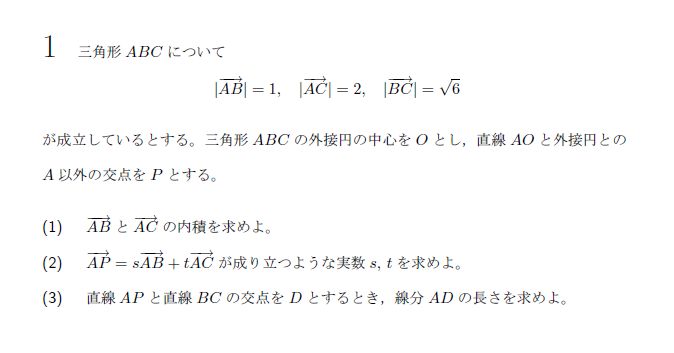 1 三角形 ABC について
|\overrightarrow{AB}| = 1, |\overrightarrow{AC}| = 2, |\overrightarrow{BC}| = √6
が成立しているとする。三角形 ABC の外接円の中心を O とし，直線 AO と外接円との
A 以外の交点を P とする。
(1) \overrightarrow{AB} と \overrightarrow{AC} の内積を求めよ。
(2) \overrightarrow{AP} = s\overrightarrow{AB} + t\overrightarrow{AC} が成り立つような実数 s, t を求めよ。
(3) 直線 AP と直線 BC の交点を D とするとき，線分 AD の長さを求めよ。